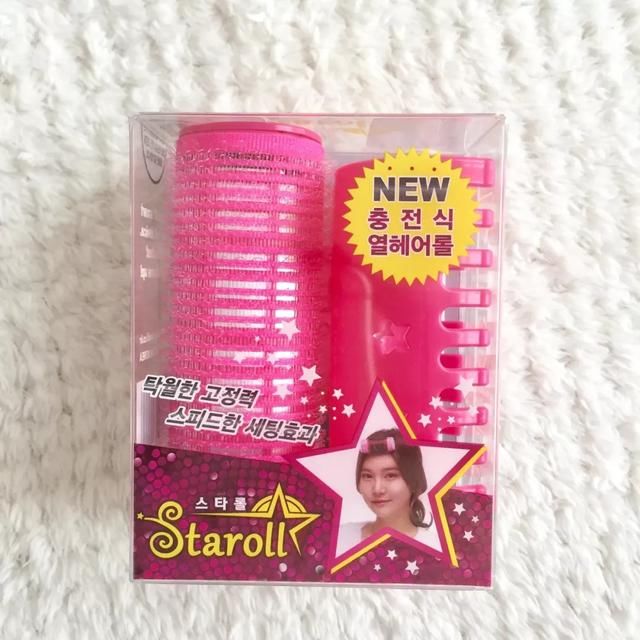 NEW
충 전 식
열헤어롤
탁월한 고정력
스피드한 세팅효과
스타롤
Staroll